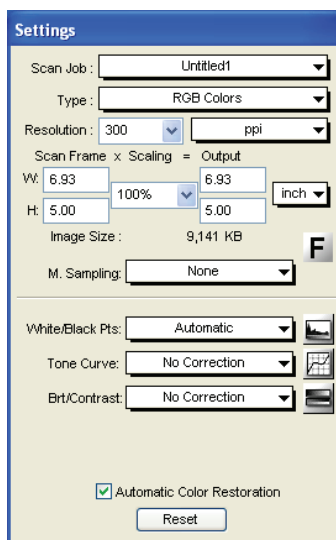 Settings
Scan Job : Untitled1
Type : RGB Colors
Resolution : 300 ppi
Scan Frame x Scaling = Output
W: 6.93 100% 6.93 inch
H: 5.00 5.00
Image Size : 9,141 KB
F
M. Sampling: None
White/Black Pts: Automatic
Tone Curve: No Correction
Brt/Contrast: No Correction
Automatic Color Restoration
Reset